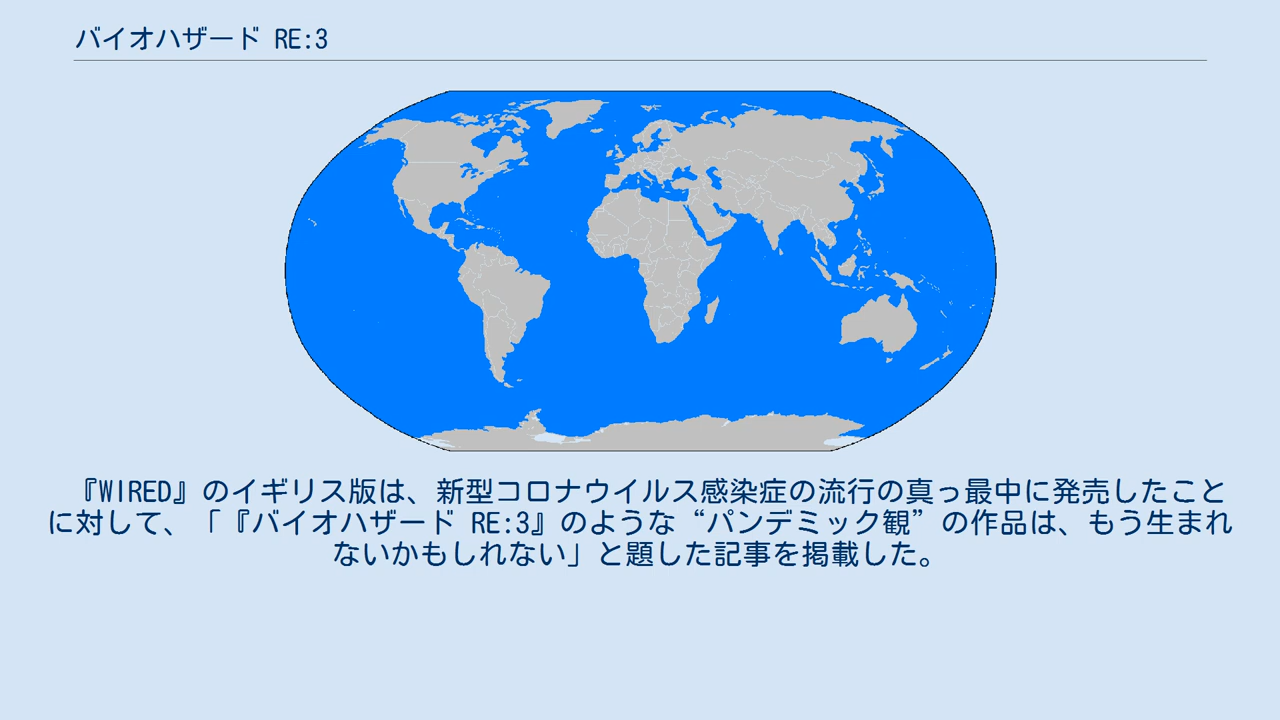 バイオハザード RE:3
『WIRED』のイギリス版は、新型コロナウイルス感染症の流行の真っ最中に発売したこと
に対して、「『バイオハザード RE:3』のような“パンデミック観”の作品は、もう生まれ
ないかもしれない」と題した記事を掲載した。